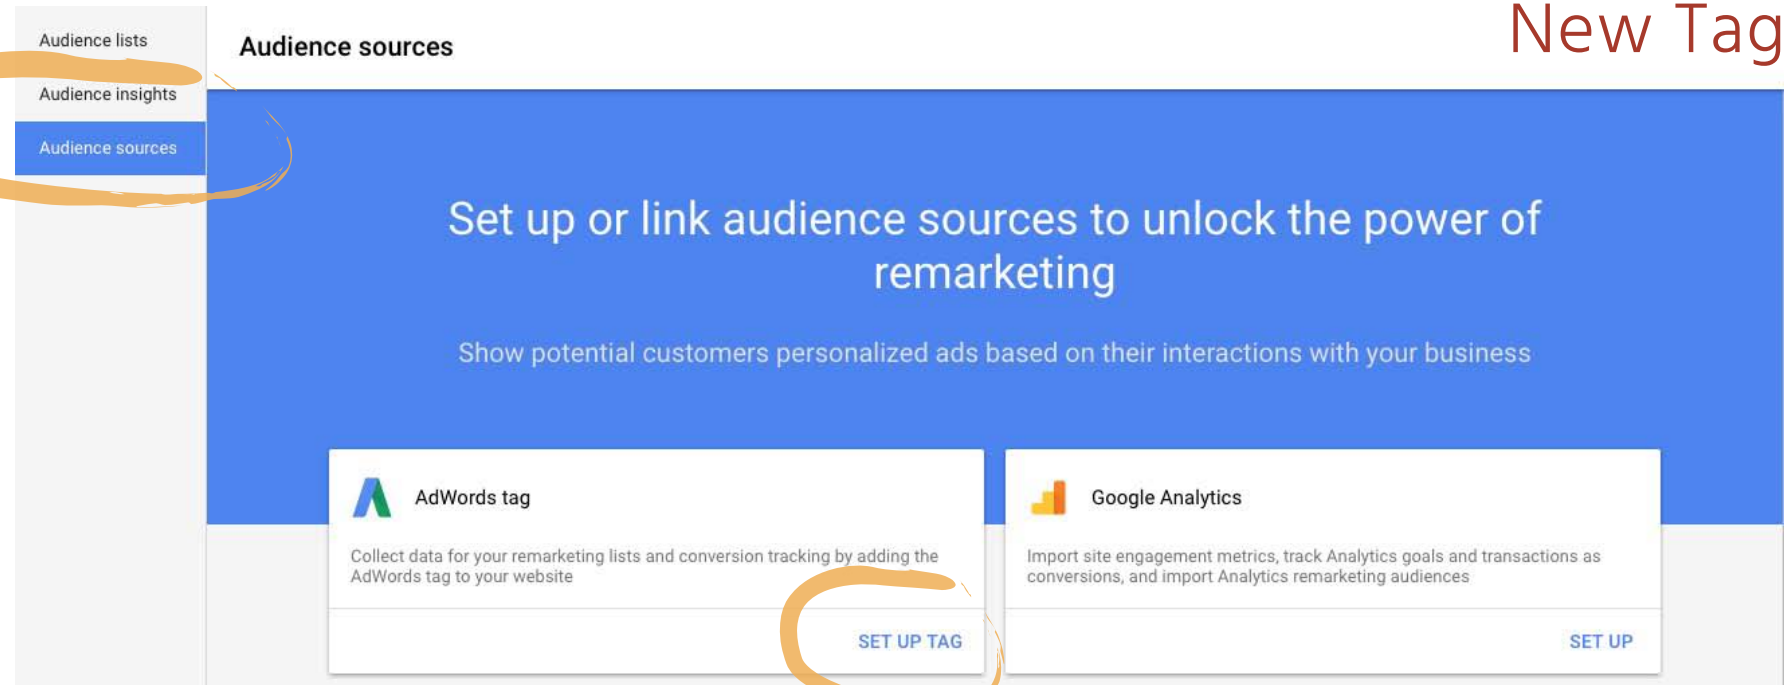 New Tag
Audience lists
Audience insights
Audience sources
Audience sources
Set up or link audience sources to unlock the power of
remarketing
Show potential customers personalized ads based on their interactions with your business
AdWords tag
Collect data for your remarketing lists and conversion tracking by adding the
AdWords tag to your website
SET UP TAG
Google Analytics
Import site engagement metrics, track Analytics goals and transactions as
conversions, and import Analytics remarketing audiences
SET UP